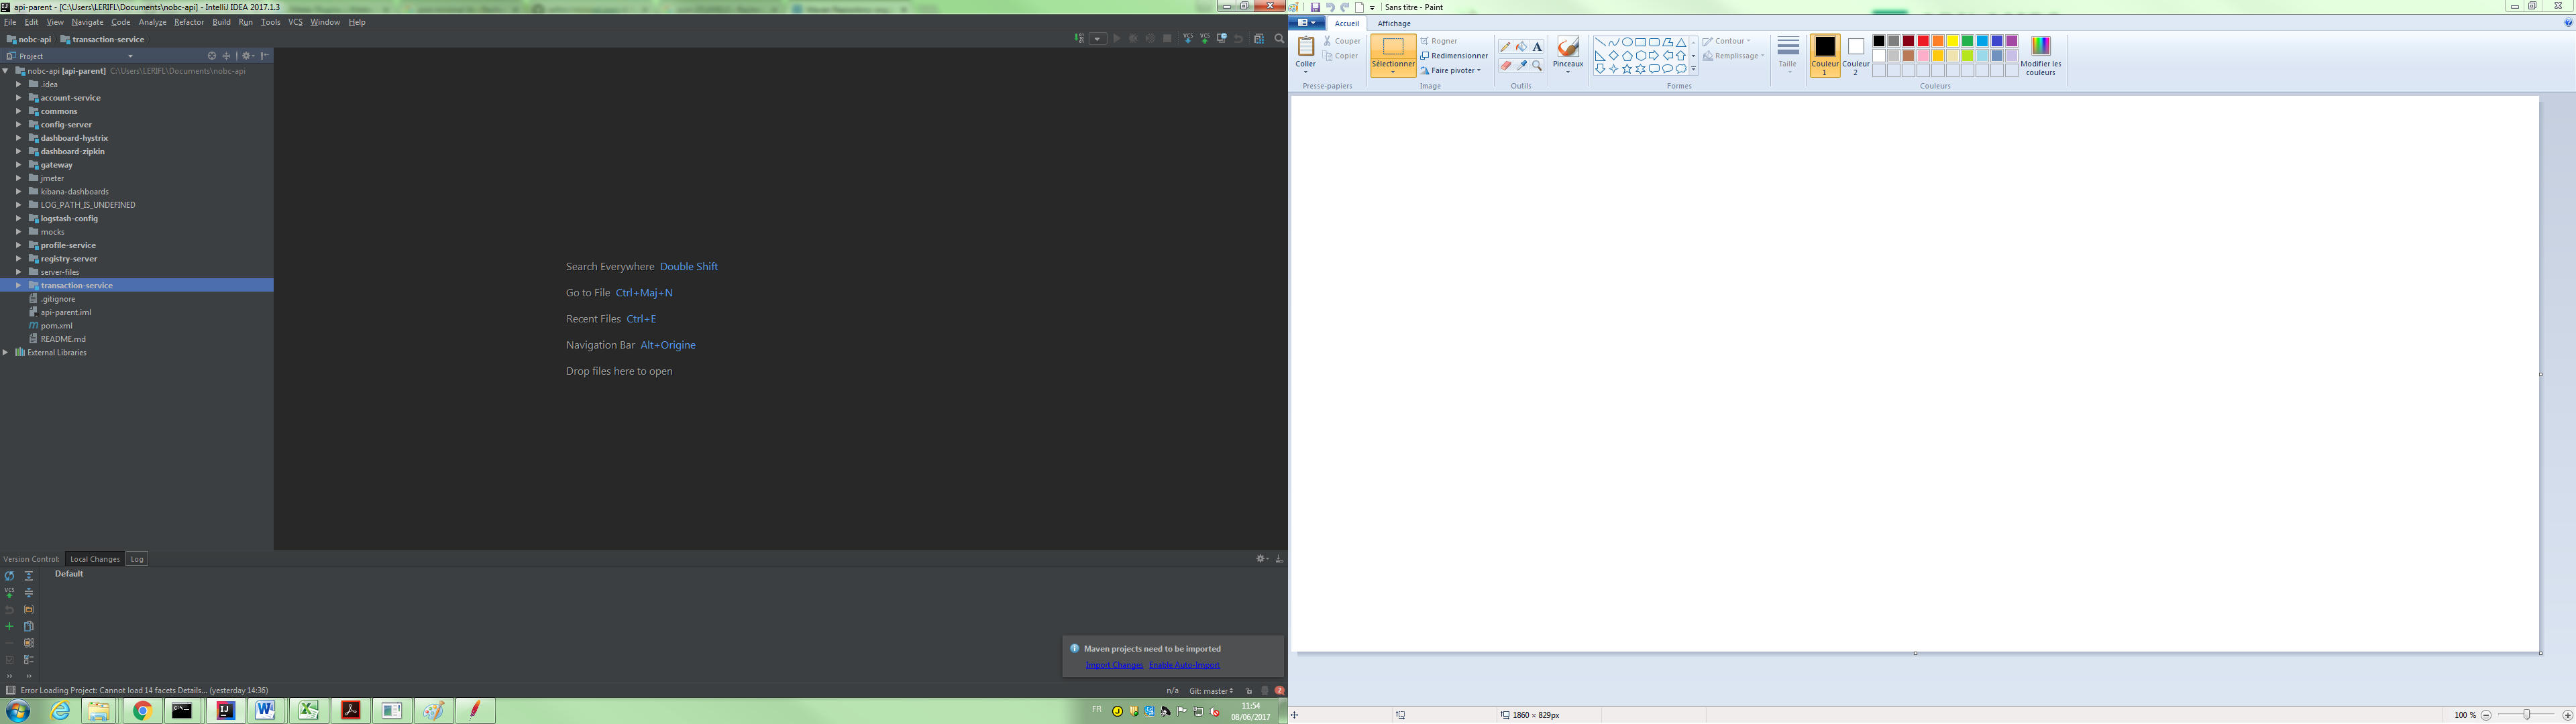 api-parent - [C:\Users\LERIFL\Documents\nobc-api] - IntelliJ IDEA 2017.1.3
File Edit View Navigate Code Analyze Refactor Build Run Tools VCS Window Help
nobc-api transaction-service
Project
nobc-api [api-parent] C:\Users\LERIFL\Documents\nobc-api
.idea
account-service
commons
config-server
dashboard-hystrix
dashboard-zipkin
gateway
jmeter
kibana-dashboards
LOG_PATH_IS_UNDEFINED
logstash-config
mocks
profile-service
registry-server
server-files
transaction-service
.gitignore
api-parent.iml
pom.xml
README.md
External Libraries
Search Everywhere Double Shift
Go to File Ctrl+Maj+N
Recent Files Ctrl+E
Navigation Bar Alt+Origine
Drop files here to open
Version Control: Local Changes Log
Default
Maven projects need to be imported
Import Changes Enable Auto-Import
Error Loading Project: Cannot load 14 facets Details... (yesterday 14:36)
n/a Git: master
2
FR
11:54
08/06/2017
Sans titre - Paint
Accueil Affichage
Coller
Couper
Copier
Presse-papiers
Sélectionner
Rogner
Redimensionner
Faire pivoter
Image
Outils
Pinceaux
Formes
Contour
Remplissage
Taille
Couleur 1
Couleur 2
Modifier les couleurs
Couleurs
1860 × 829px
100 %